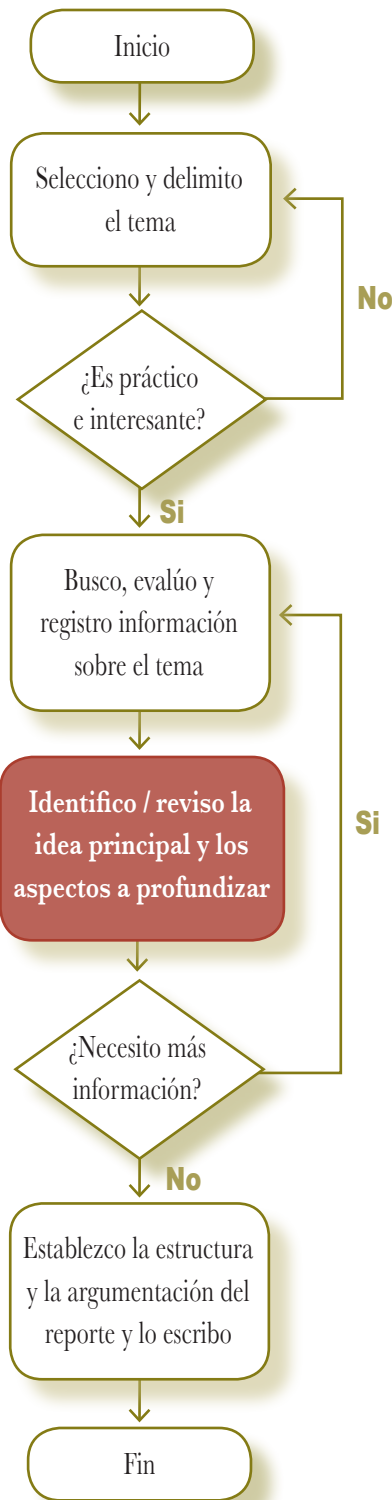 Inicio
Selecciono y delimito
el tema
No
¿Es práctico
e interesante?
Si
Busco, evalúo y
registro información
sobre el tema
Identifico / reviso la
idea principal y los
aspectos a profundizar
Si
¿Necesito más
información?
No
Establezco la estructura
y la argumentación del
reporte y lo escribo
Fin